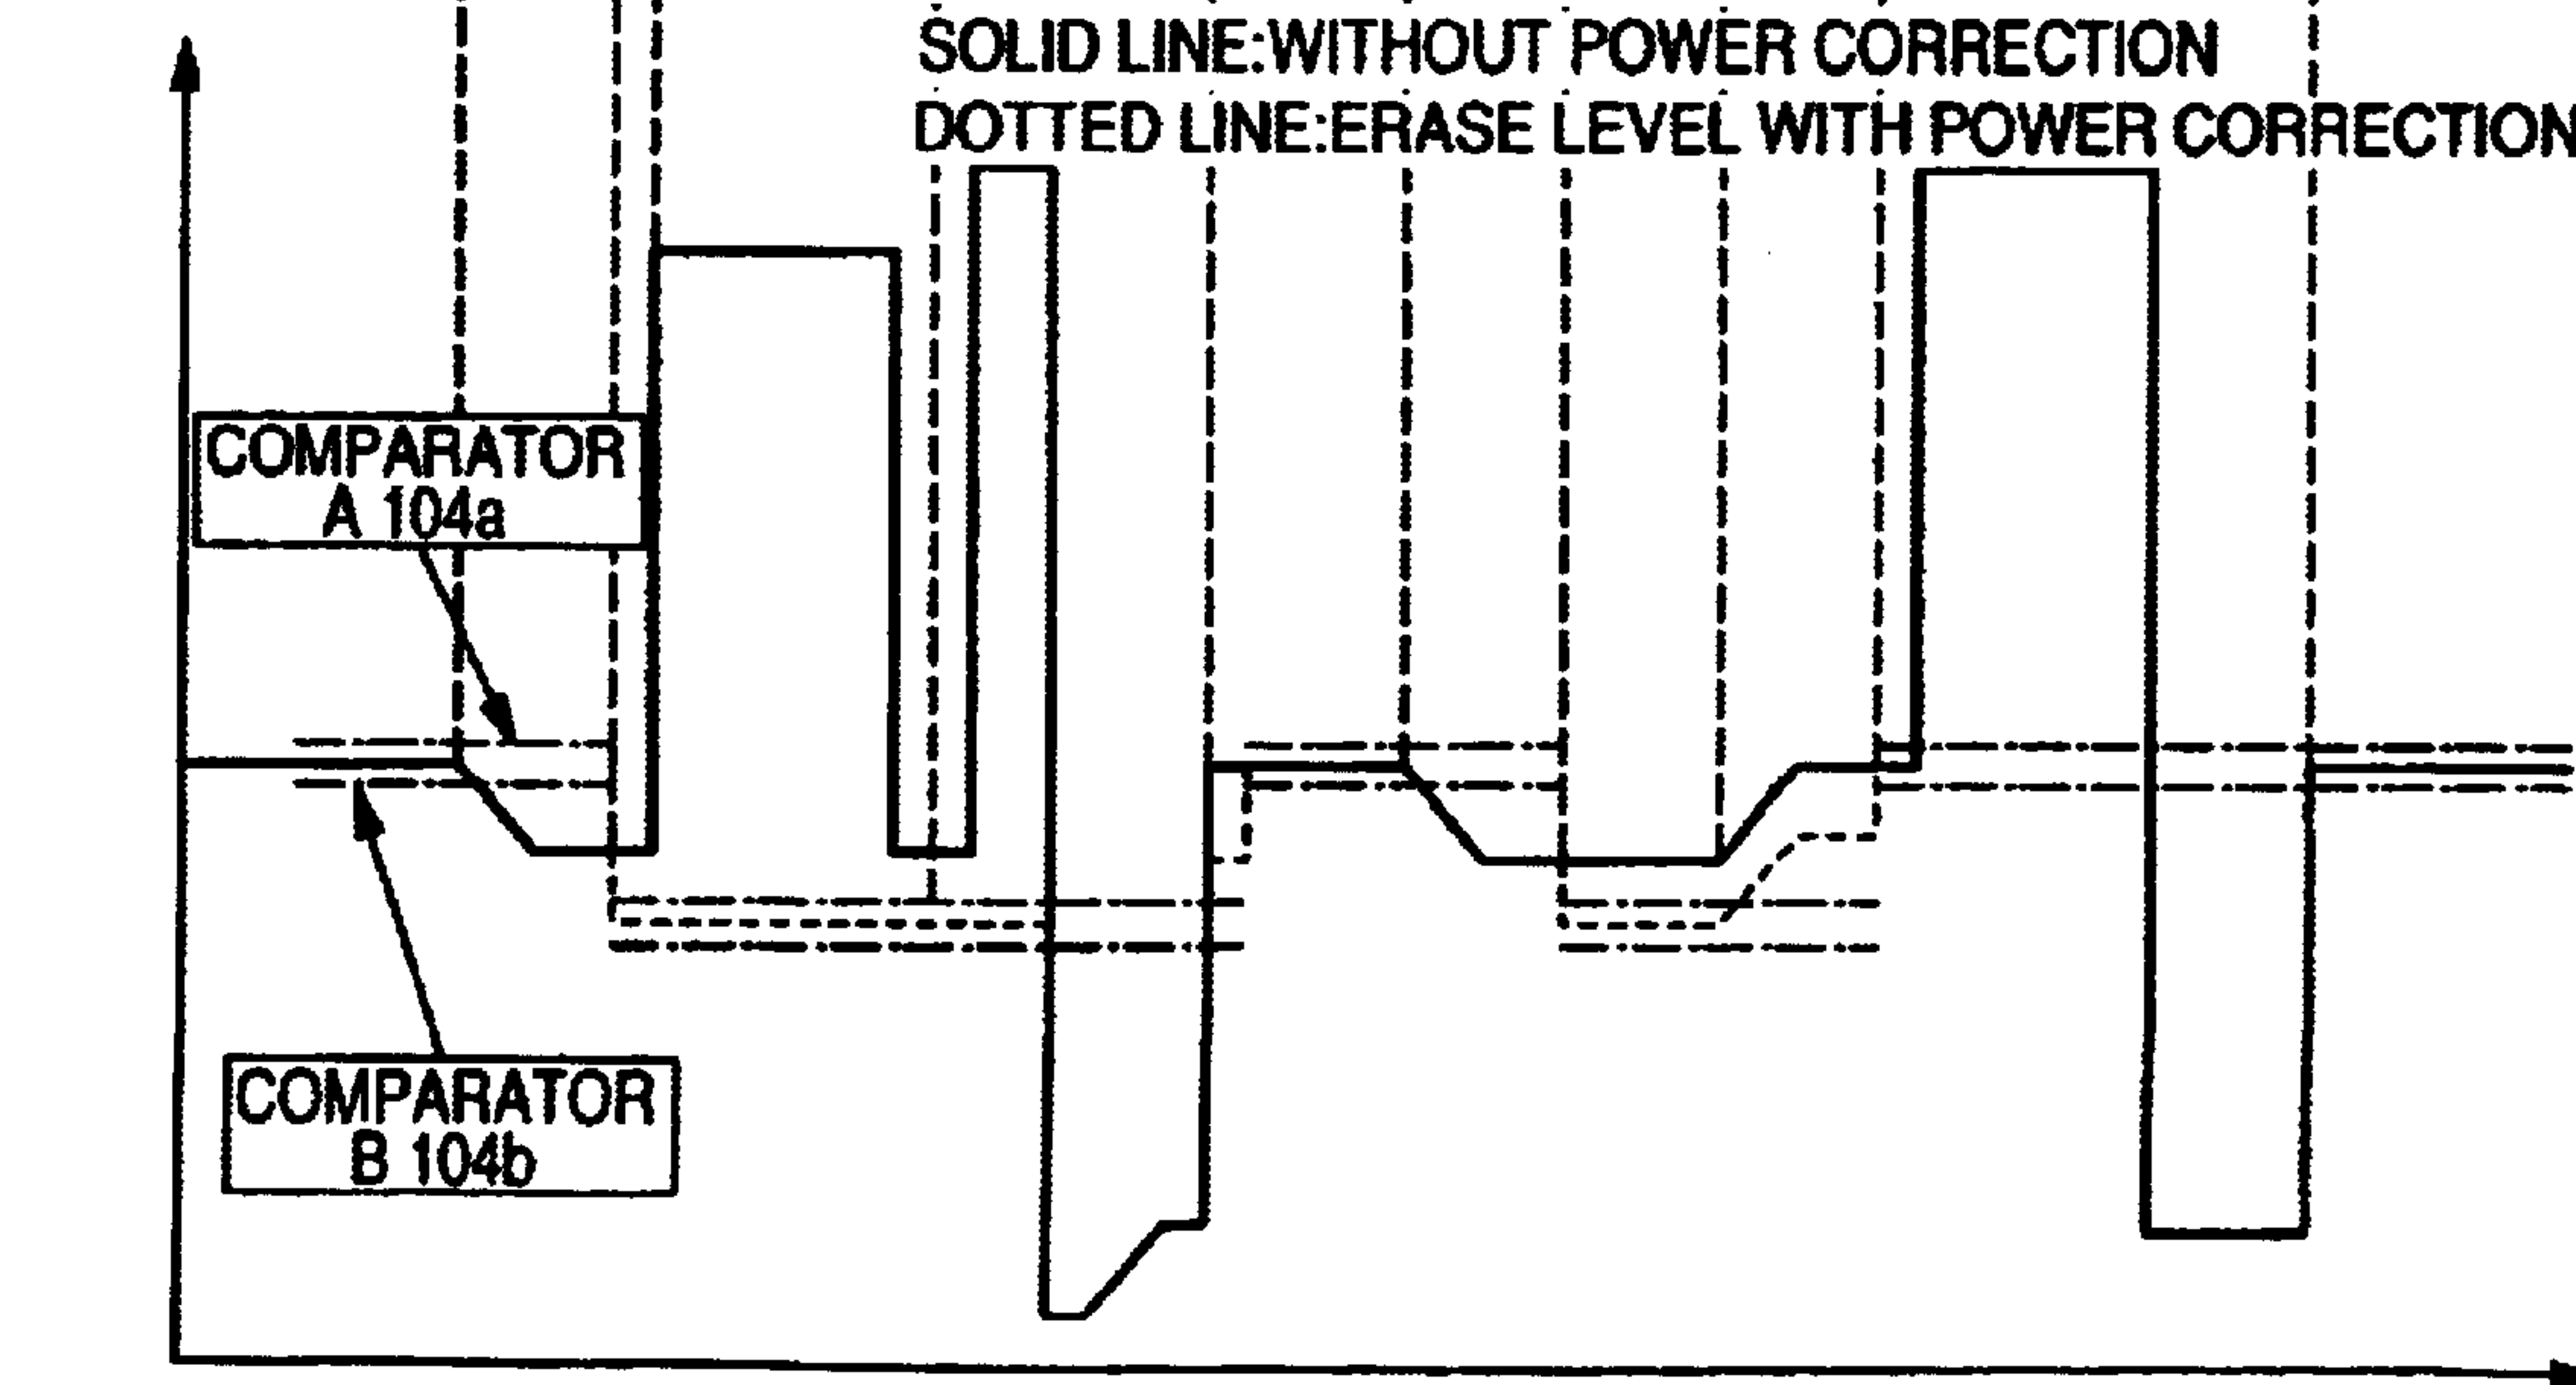 SOLID LINE:WITHOUT POWER CORRECTION
DOTTED LINE:ERASE LEVEL WITH POWER CORRECTION
COMPARATOR
A 104a
COMPARATOR
B 104b